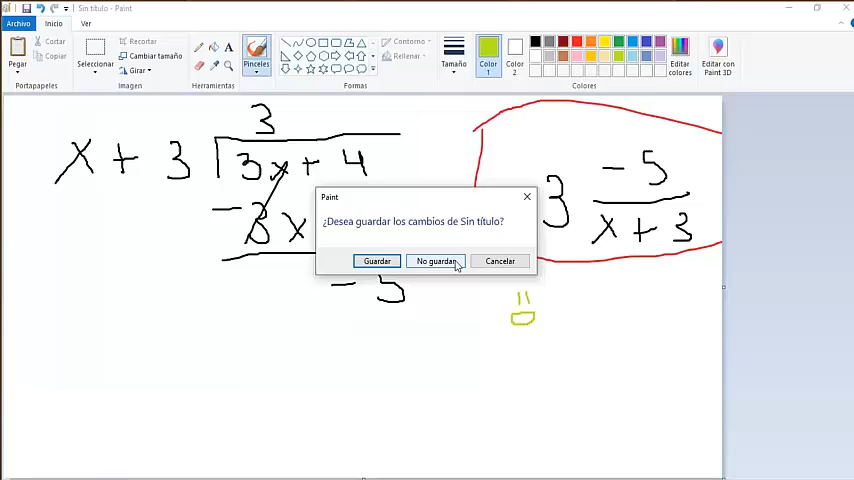 Sin título - Paint
Archivo Inicio Ver
Pegar Cortar Copiar
Portapapeles
Seleccionar Recortar Cambiar tamaño Girar
Imagen
A
Herramientas
Pinceles
Contorno
Rellenar
Formas
Tamaño
Color 1
Color 2
Editar colores
Editar con Paint 3D
Colores
3
x + 3 3x + 4
- 3x
- 5
3 -5
x + 3
Paint
¿Desea guardar los cambios de Sin título?
Guardar No guardar Cancelar